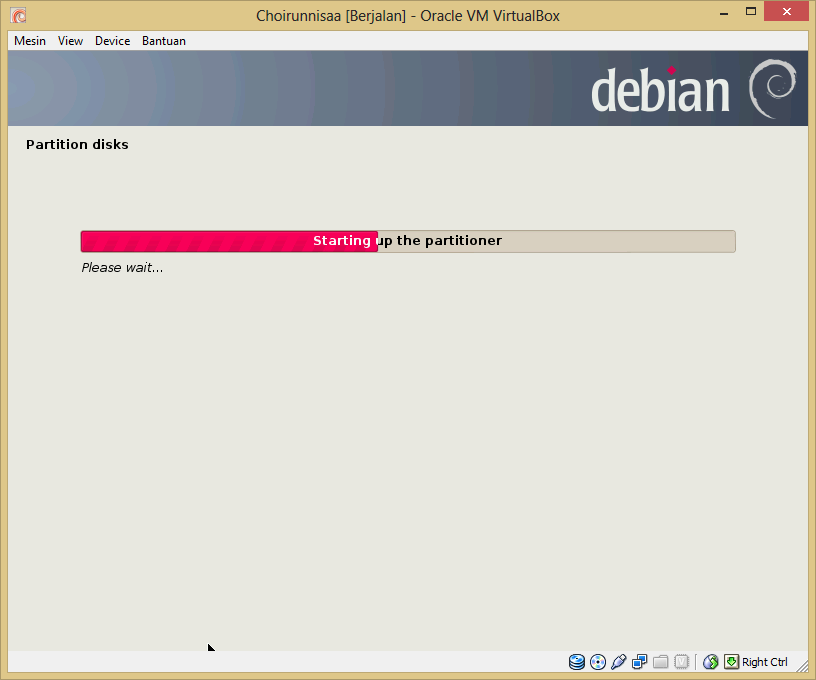 Choirunnisaa [Berjalan] - Oracle VM VirtualBox
Mesin View Device Bantuan
debian
Partition disks
Starting up the partitioner
Please wait...
Right Ctrl